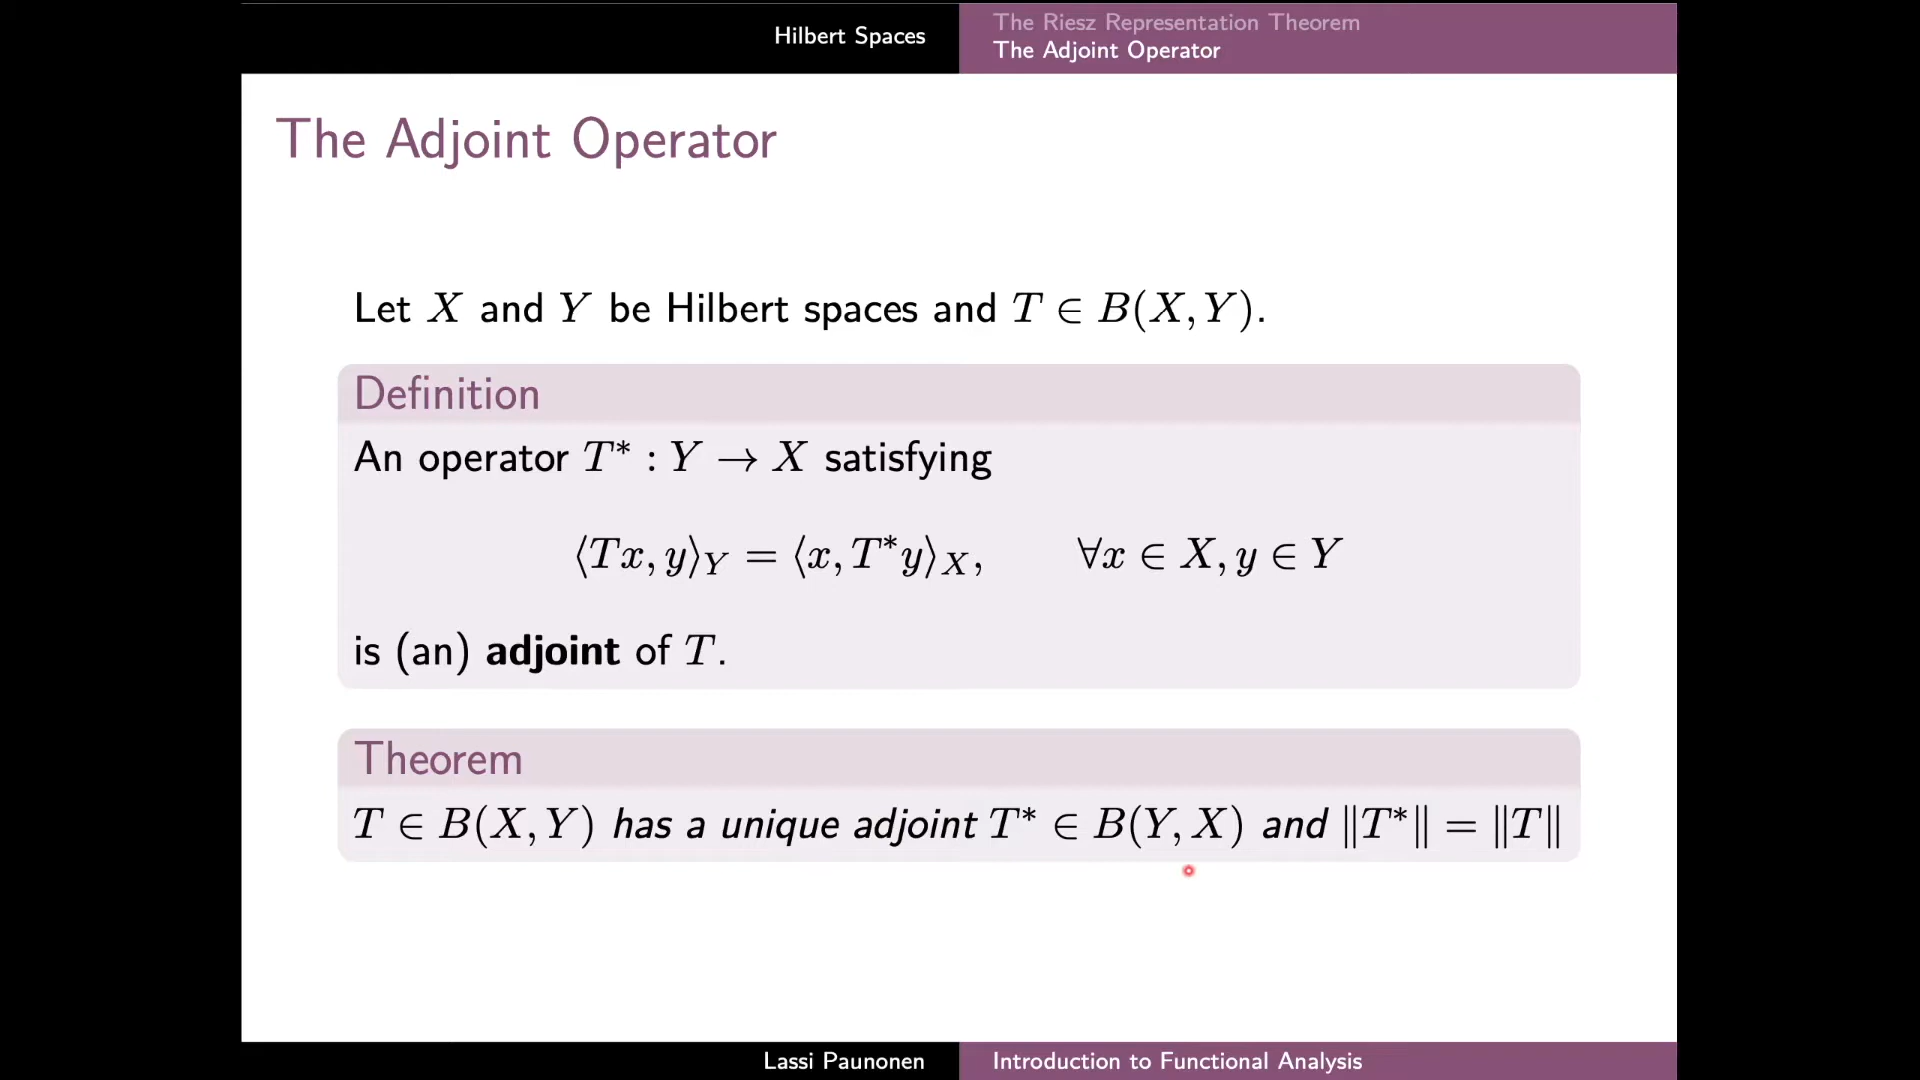 Hilbert Spaces
The Riesz Representation Theorem
The Adjoint Operator
The Adjoint Operator
Let X and Y be Hilbert spaces and T ∈ B(X, Y).
Definition
An operator T* : Y → X satisfying
⟨Tx, y⟩_Y = ⟨x, T*y⟩_X, ∀x ∈ X, y ∈ Y
is (an) adjoint of T.
Theorem
T ∈ B(X, Y) has a unique adjoint T* ∈ B(Y, X) and ‖T*‖ = ‖T‖
Lassi Paunonen
Introduction to Functional Analysis